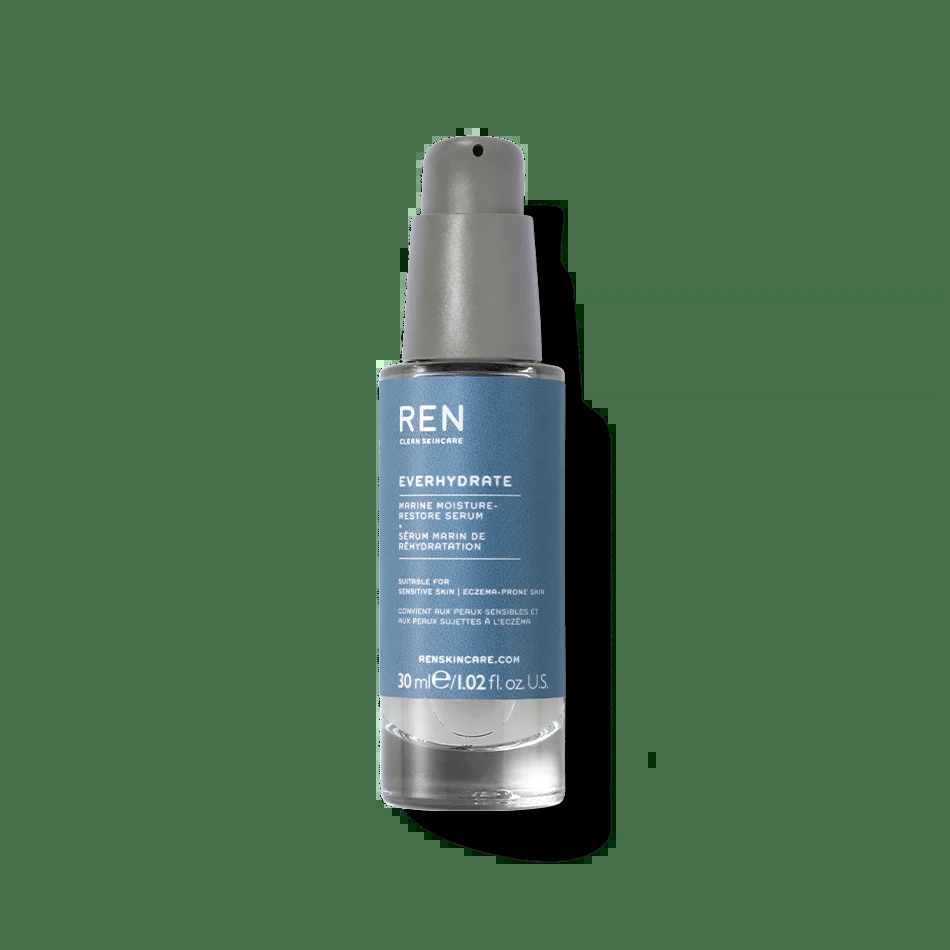 REN
CLEAN SKINCARE
EVERHYDRATE
MARINE MOISTURE-
RESTORE SERUM
•
SÉRUM MARIN DE
RÉHYDRATATION
SUITABLE FOR
SENSITIVE SKIN | ECZEMA-PRONE SKIN
CONVIENT AUX PEAUX SENSIBLES ET
AUX PEAUX SUJETTES À L'ECZÉMA
RENSKINCARE.COM
30 ml℮/1.02 fl. oz. U.S.